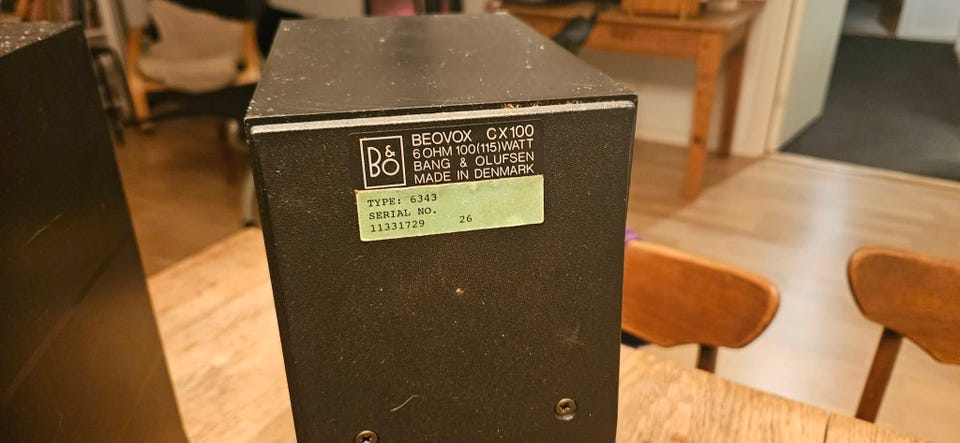 B&O
BEOVOX CX100
6 OHM 100(115)WATT
BANG & OLUFSEN
MADE IN DENMARK
TYPE: 6343
SERIAL NO.
11331729 26